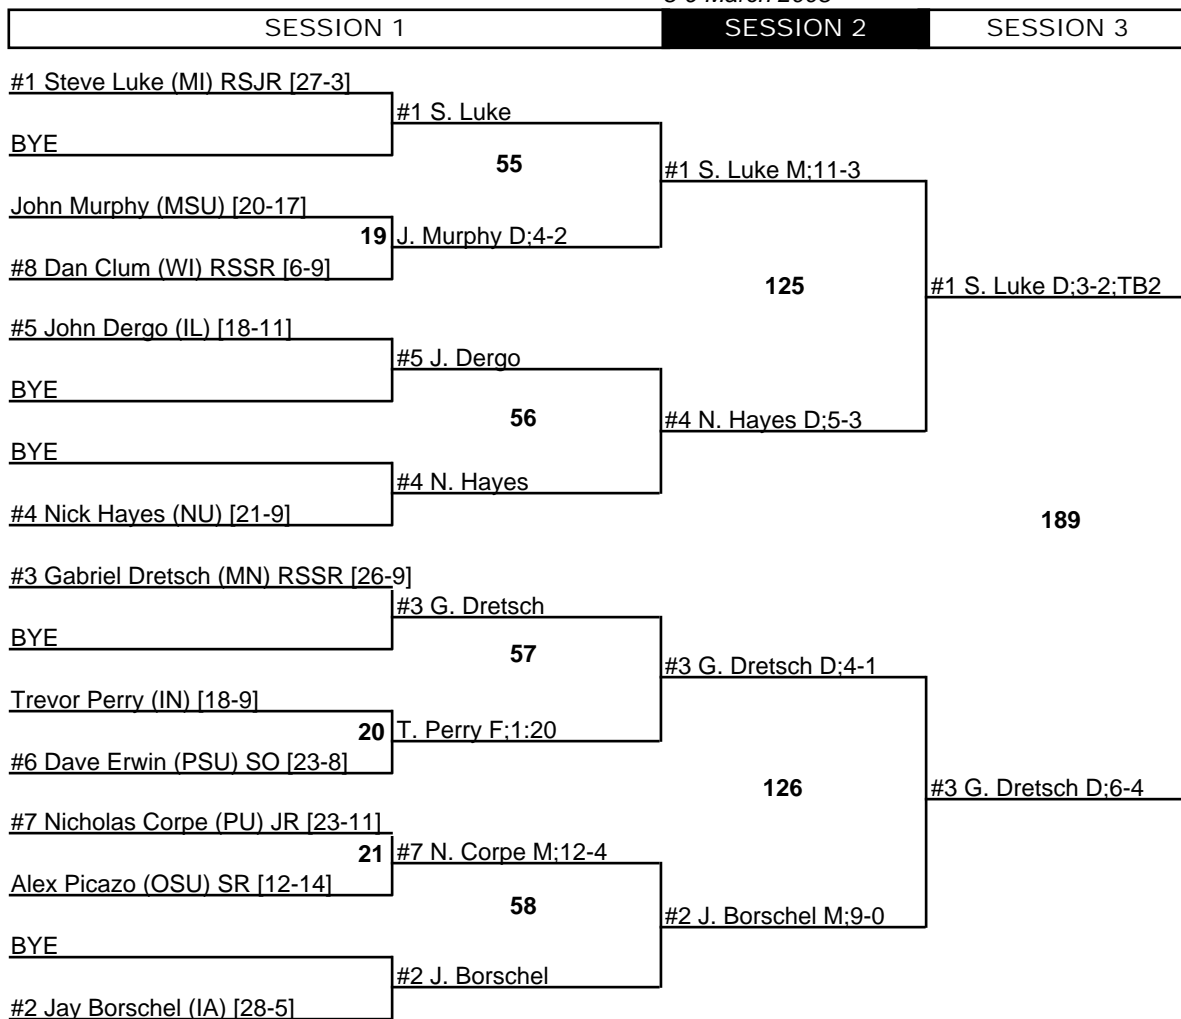 SESSION 1 SESSION 2 SESSION 3
#1 Steve Luke (MI) RSJR [27-3]
#1 S. Luke
BYE
55
#1 S. Luke M;11-3
John Murphy (MSU) [20-17]
19 J. Murphy D;4-2
#8 Dan Clum (WI) RSSR [6-9]
125
#1 S. Luke D;3-2;TB2
#5 John Dergo (IL) [18-11]
#5 J. Dergo
BYE
56
#4 N. Hayes D;5-3
BYE
#4 N. Hayes
#4 Nick Hayes (NU) [21-9]
189
#3 Gabriel Dretsch (MN) RSSR [26-9]
#3 G. Dretsch
BYE
57
#3 G. Dretsch D;4-1
Trevor Perry (IN) [18-9]
20 T. Perry F;1:20
#6 Dave Erwin (PSU) SO [23-8]
126
#3 G. Dretsch D;6-4
#7 Nicholas Corpe (PU) JR [23-11]
21 #7 N. Corpe M;12-4
Alex Picazo (OSU) SR [12-14]
58
#2 J. Borschel M;9-0
BYE
#2 J. Borschel
#2 Jay Borschel (IA) [28-5]